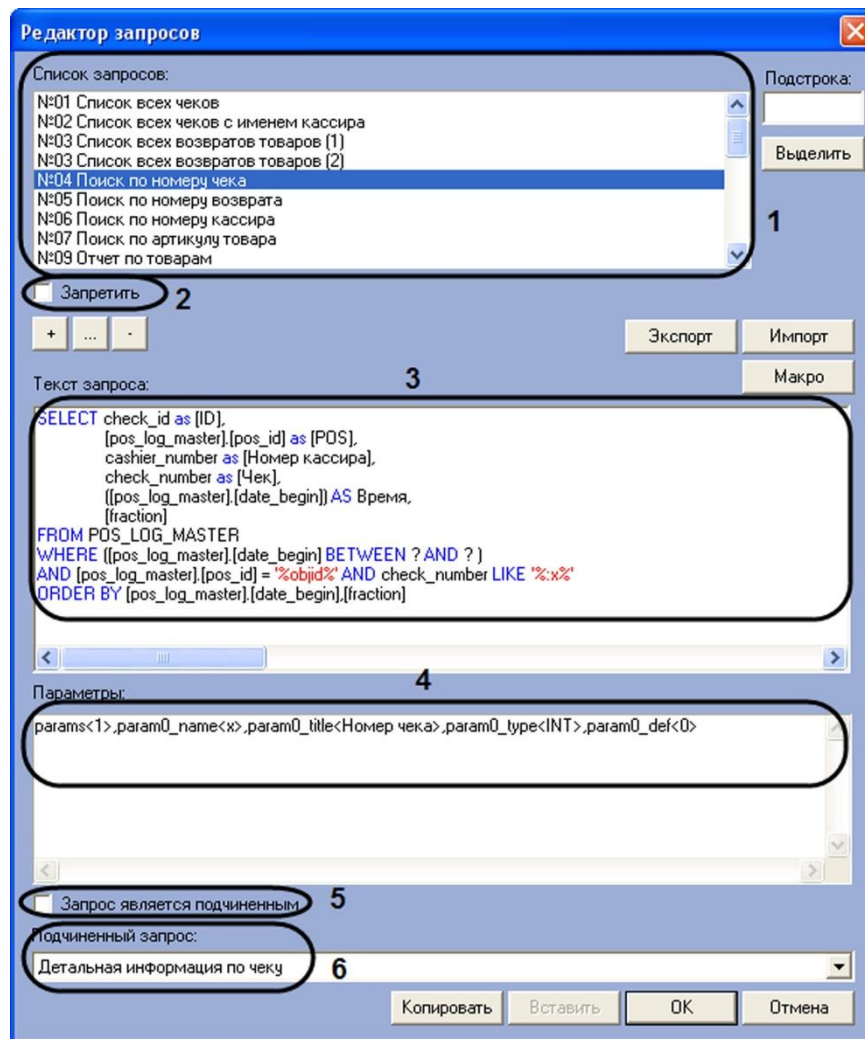 Редактор запросов
Список запросов:
Подстрока:
№01 Список всех чеков
№02 Список всех чеков с именем кассира
№03 Список всех возвратов товаров (1)
№03 Список всех возвратов товаров (2)
Выделить
№04 Поиск по номеру чека
№05 Поиск по номеру возврата
№06 Поиск по номеру кассира
№07 Поиск по артикулу товара
№09 Отчет по товарам
1
Запретить
2
+ ... -
Экспорт
Импорт
Макро
Текст запроса:
3
SELECT check_id as [ID],
[pos_log_master].[pos_id] as [POS],
cashier_number as [Номер кассира],
check_number as [Чек],
([pos_log_master].[date_begin]) AS Время,
[fraction]
FROM POS_LOG_MASTER
WHERE ([pos_log_master].[date_begin] BETWEEN ? AND ? )
AND [pos_log_master].[pos_id] = '%objid%' AND check_number LIKE '%:x%'
ORDER BY [pos_log_master].[date_begin],[fraction]
4
Параметры:
params<1>,param0_name<x>,param0_title<Номер чека>,param0_type<INT>,param0_def<0>
Запрос является подчиненным
5
Подчиненный запрос:
Детальная информация по чеку
6
Копировать
Вставить
OK
Отмена